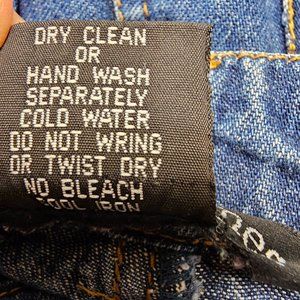 DRY CLEAN
OR
HAND WASH
SEPARATELY
COLD WATER
DO NOT WRING
OR TWIST DRY
NO BLEACH
COOL IRON